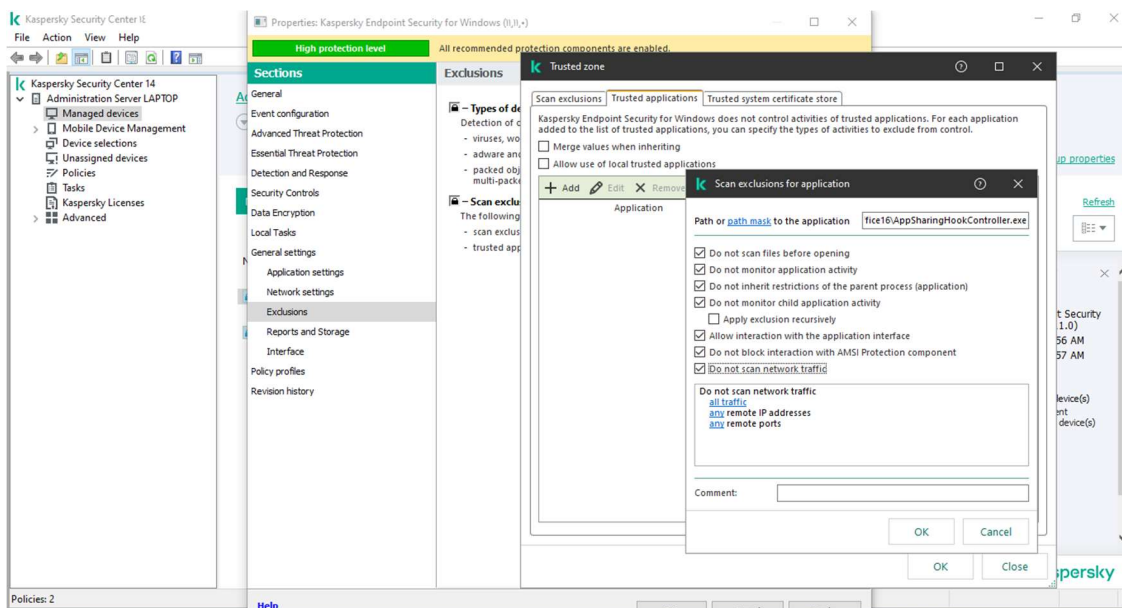 Kaspersky Security Center
File Action View Help
Kaspersky Security Center 14
Administration Server LAPTOP
Managed devices
Mobile Device Management
Device selections
Unassigned devices
Policies
Tasks
Kaspersky Licenses
Advanced
Policies: 2
Properties: Kaspersky Endpoint Security for Windows
High protection level
All recommended protection components are enabled.
Sections
General
Event configuration
Advanced Threat Protection
Essential Threat Protection
Detection and Response
Security Controls
Data Encryption
Local Tasks
General settings
Application settings
Network settings
Exclusions
Reports and Storage
Interface
Policy profiles
Revision history
Help
Exclusions
Types of de
Detection of c
- viruses, wo
- adware and
- packed obj
multi-packe
Scan exclu
The following
- scan exclus
- trusted app
Trusted zone
Scan exclusions Trusted applications Trusted system certificate store
Kaspersky Endpoint Security for Windows does not control activities of trusted applications. For each application
added to the list of trusted applications, you can specify the types of activities to exclude from control.
Merge values when inheriting
Allow use of local trusted applications
Add Edit Remove
Application
OK Close
Scan exclusions for application
Path or path mask to the application fice16\AppSharingHookController.exe
Do not scan files before opening
Do not monitor application activity
Do not inherit restrictions of the parent process (application)
Do not monitor child application activity
Apply exclusion recursively
Allow interaction with the application interface
Do not block interaction with AMSI Protection component
Do not scan network traffic
Do not scan network traffic
all traffic
any remote IP addresses
any remote ports
Comment:
OK Cancel
up properties
Refresh
t Security
1.0)
56 AM
57 AM
device(s)
ent
device(s)
spersky